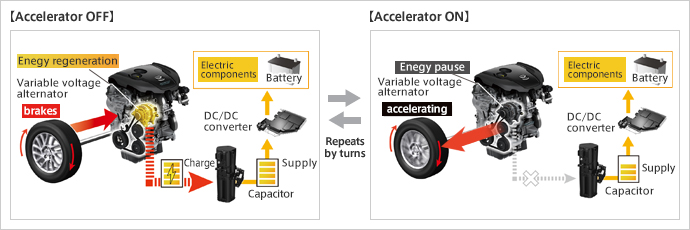 【Accelerator OFF】
Enegy regeneration
Variable voltage
alternator
brakes
Electric
components
Battery
DC/DC
converter
Charge
Supply
Capacitor
Repeats
by turns
【Accelerator ON】
Enegy pause
Variable voltage
alternator
accelerating
Electric
components
Battery
DC/DC
converter
Supply
Capacitor